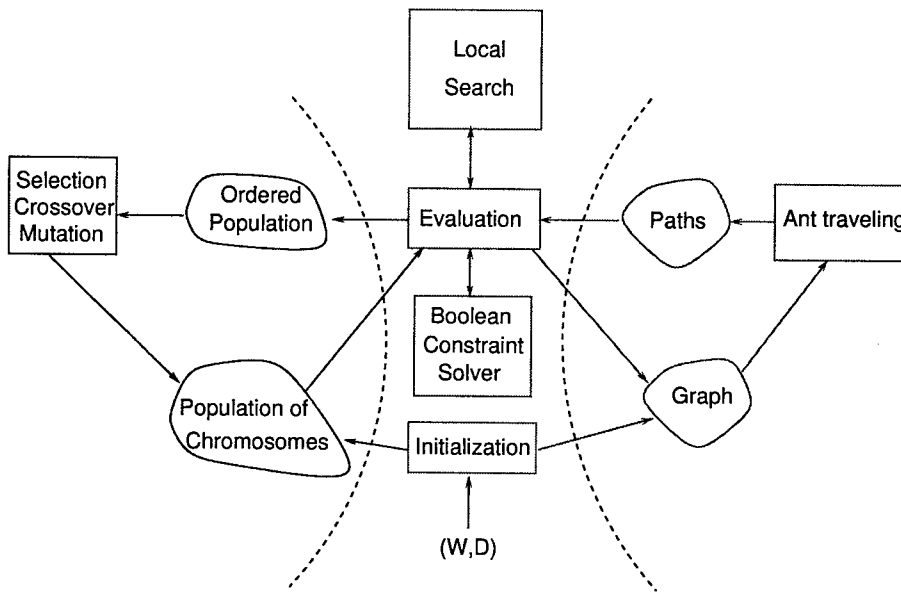 Local
Search
Selection
Crossover
Mutation
Ordered
Population
Evaluation
Paths
Ant traveling
Boolean
Constraint
Solver
Population of
Chromosomes
Initialization
Graph
(W,D)